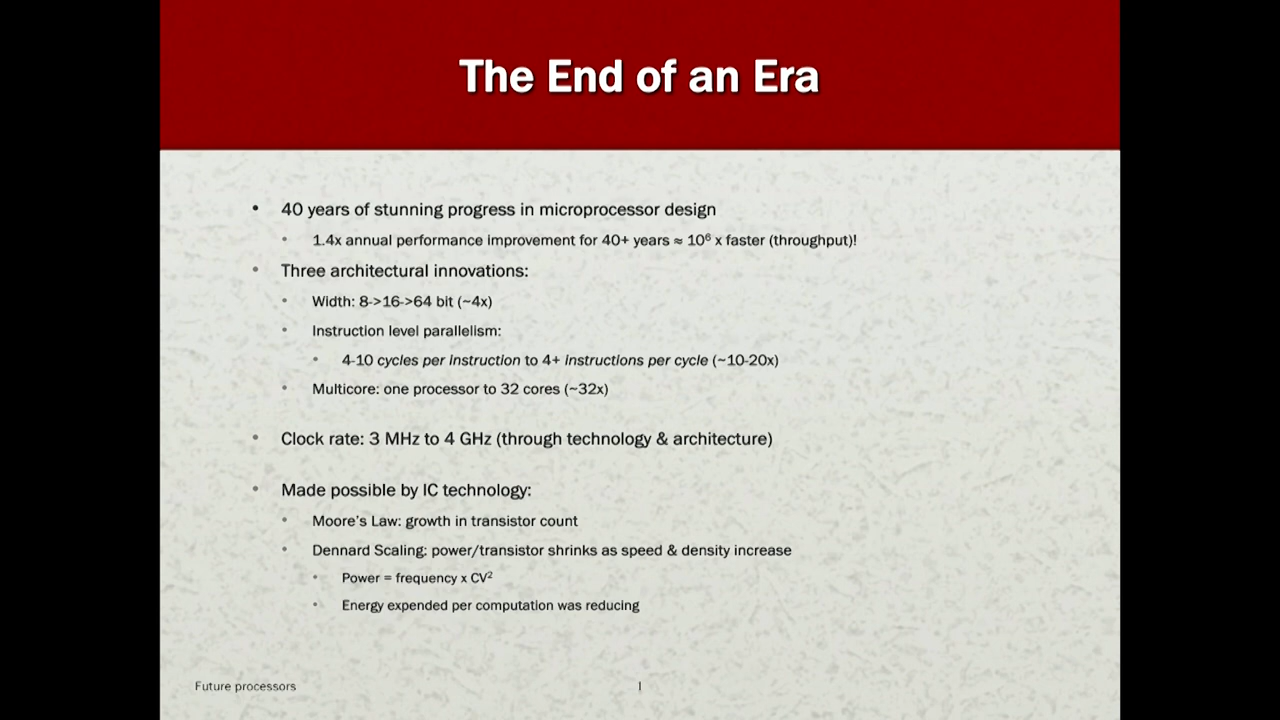 The End of an Era
• 40 years of stunning progress in microprocessor design
• 1.4x annual performance improvement for 40+ years ≈ 10⁶ x faster (throughput)!
• Three architectural innovations:
• Width: 8->16->64 bit (~4x)
• Instruction level parallelism:
• 4-10 cycles per instruction to 4+ instructions per cycle (~10-20x)
• Multicore: one processor to 32 cores (~32x)
• Clock rate: 3 MHz to 4 GHz (through technology & architecture)
• Made possible by IC technology:
• Moore's Law: growth in transistor count
• Dennard Scaling: power/transistor shrinks as speed & density increase
• Power = frequency x CV²
• Energy expended per computation was reducing
Future processors
1